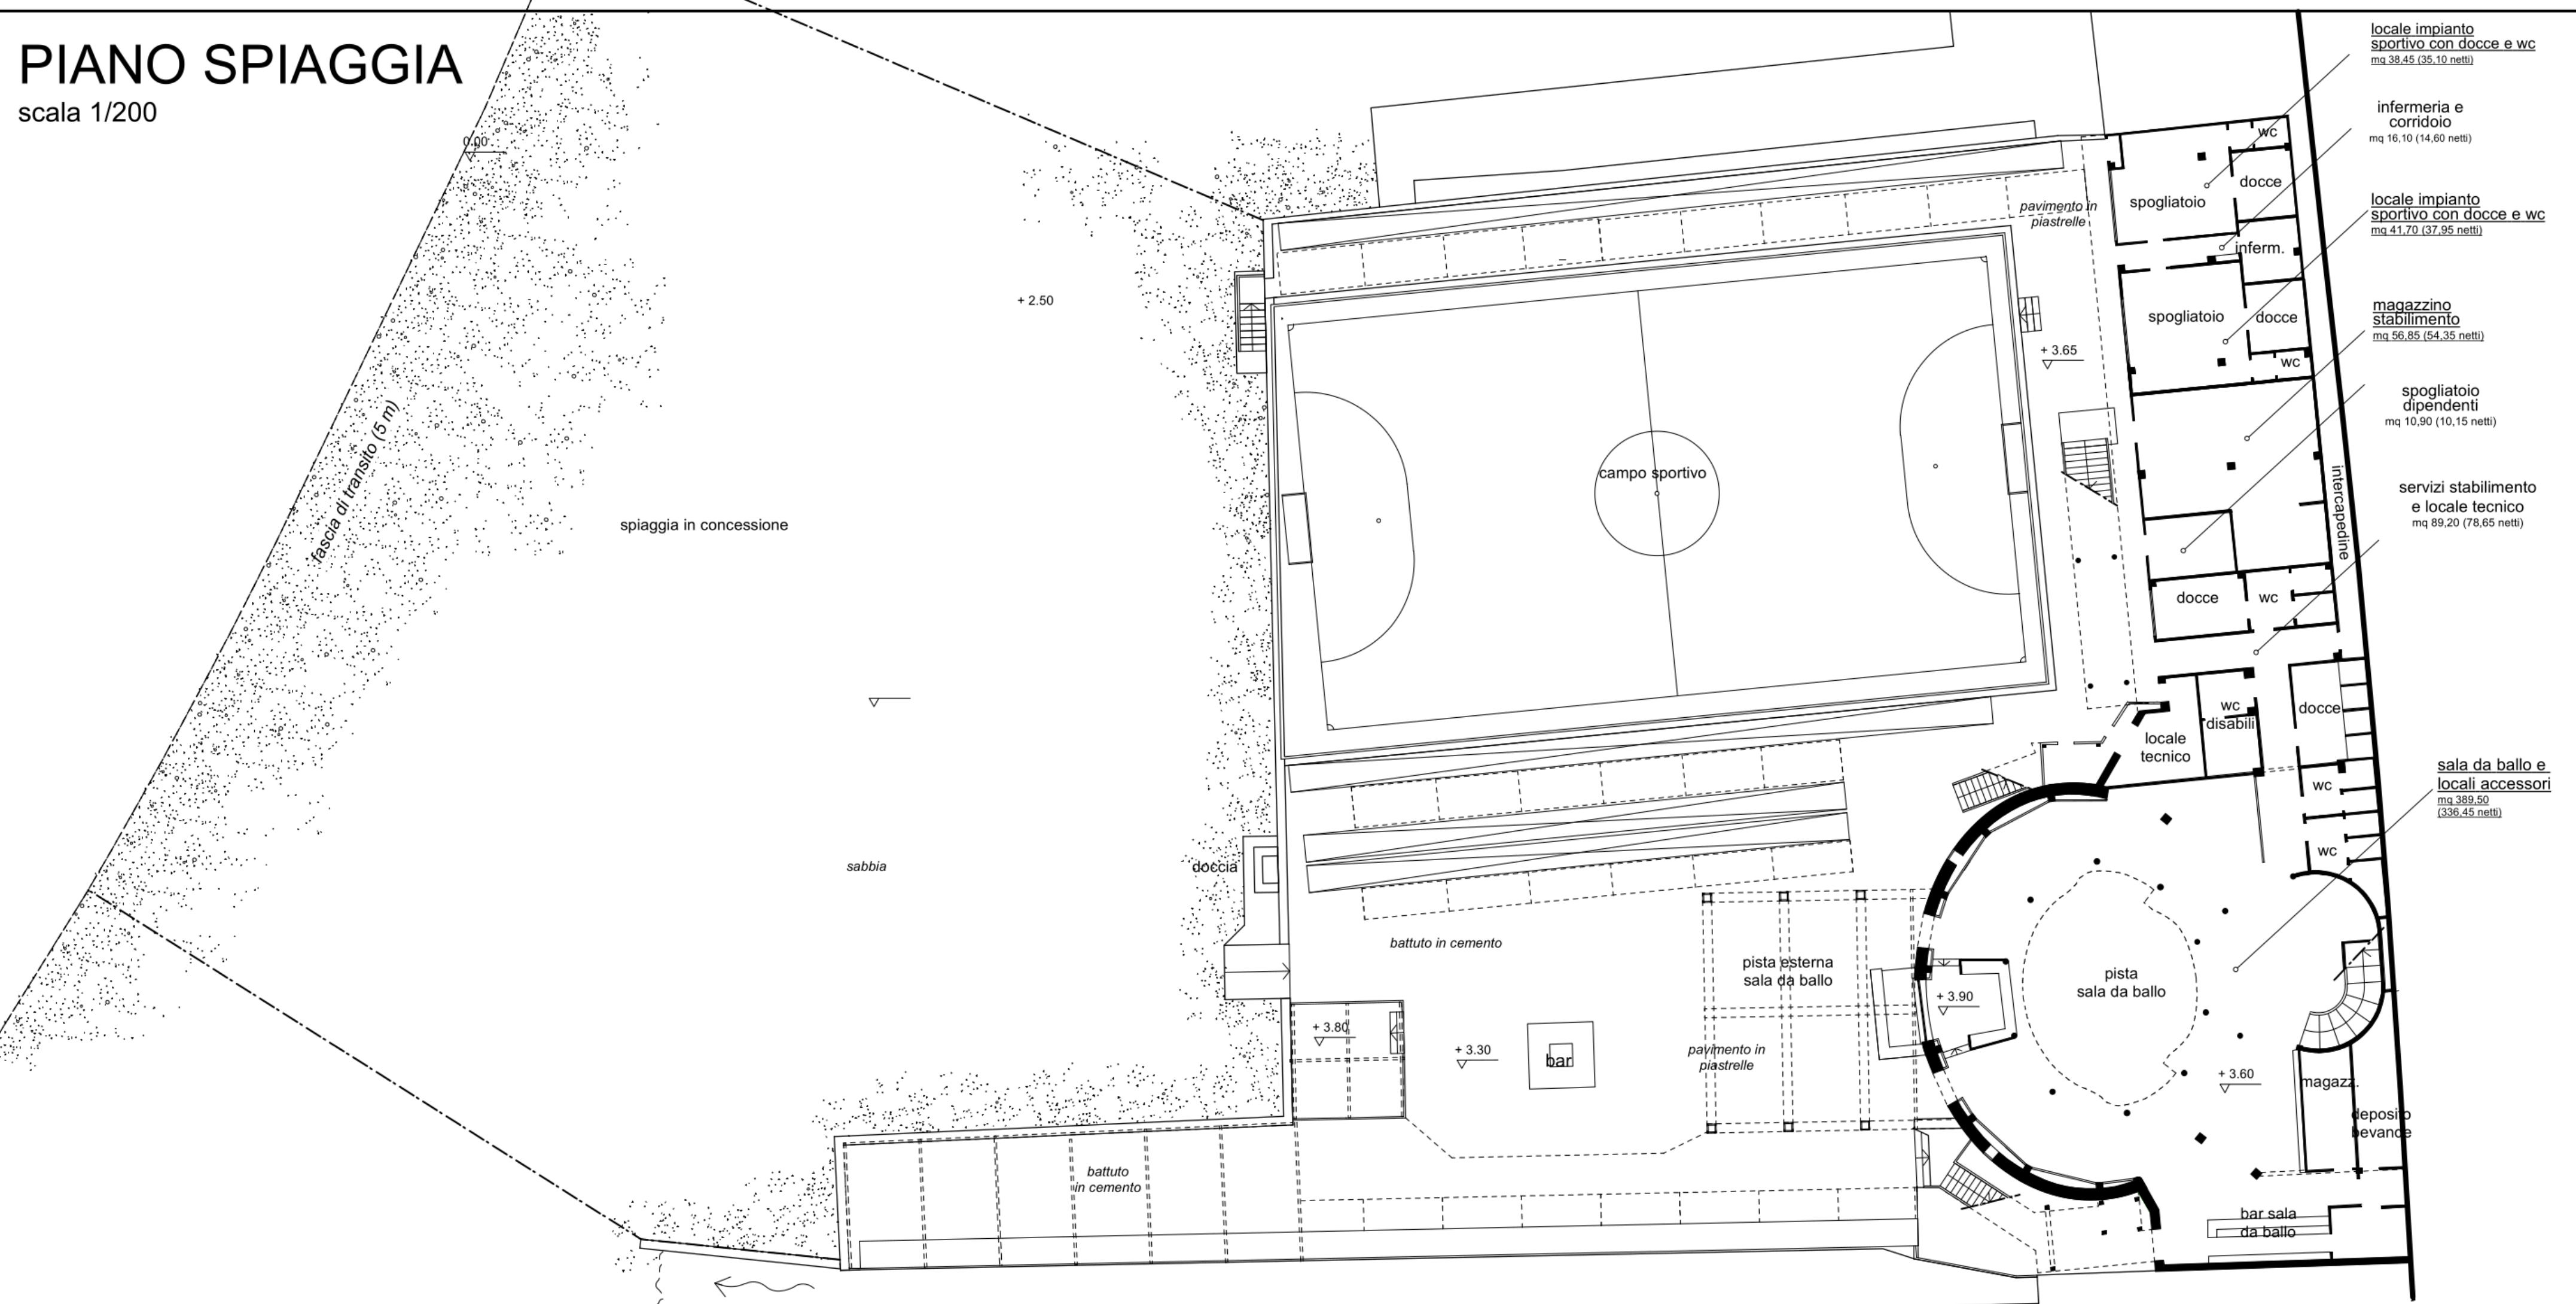 PIANO SPIAGGIA
scala 1/200
0.00
fascia di transito (5 m)
spiaggia in concessione
+ 2.50
sabbia
doccia
campo sportivo
pavimento in
piastrelle
+ 3.65
battuto in cemento
pista esterna
sala da ballo
pavimento in
piastrelle
+ 3.80
+ 3.30
bar
battuto
in cemento
+ 3.90
pista
sala da ballo
+ 3.60
magazz.
deposito
bevande
bar sala
da ballo
wc
docce
spogliatoio
inferm.
spogliatoio
docce
wc
docce
wc
wc
disabili
locale
tecnico
docce
wc
wc
intercapedine
locale impianto
sportivo con docce e wc
mq 38,45 (35,10 netti)
infermeria e
corridoio
mq 16,10 (14,60 netti)
locale impianto
sportivo con docce e wc
mq 41,70 (37,95 netti)
magazzino
stabilimento
mq 56,85 (54,35 netti)
spogliatoio
dipendenti
mq 10,90 (10,15 netti)
servizi stabilimento
e locale tecnico
mq 89,20 (78,65 netti)
sala da ballo e
locali accessori
mq 389,50
(336,45 netti)